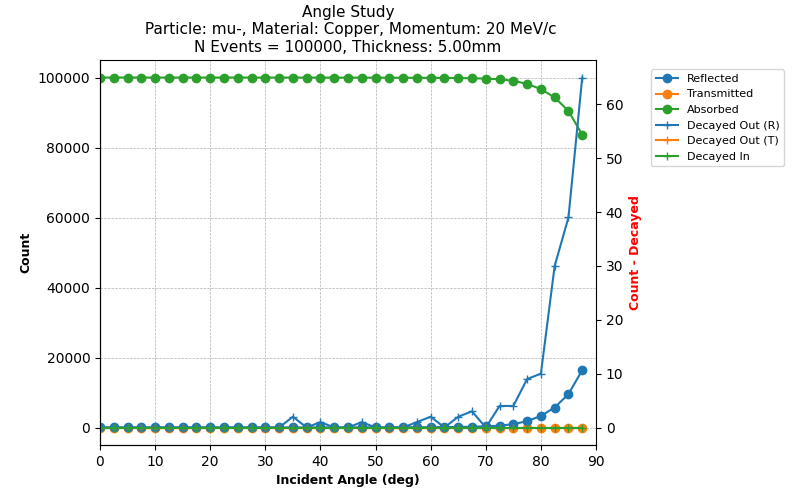 Angle Study
Particle: mu-, Material: Copper, Momentum: 20 MeV/c
N Events = 100000, Thickness: 5.00mm
100000
80000
60000
40000
20000
0
Count
0 10 20 30 40 50 60 70 80 90
Incident Angle (deg)
60
50
40
30
20
10
0
Count - Decayed
Reflected
Transmitted
Absorbed
Decayed Out (R)
Decayed Out (T)
Decayed In